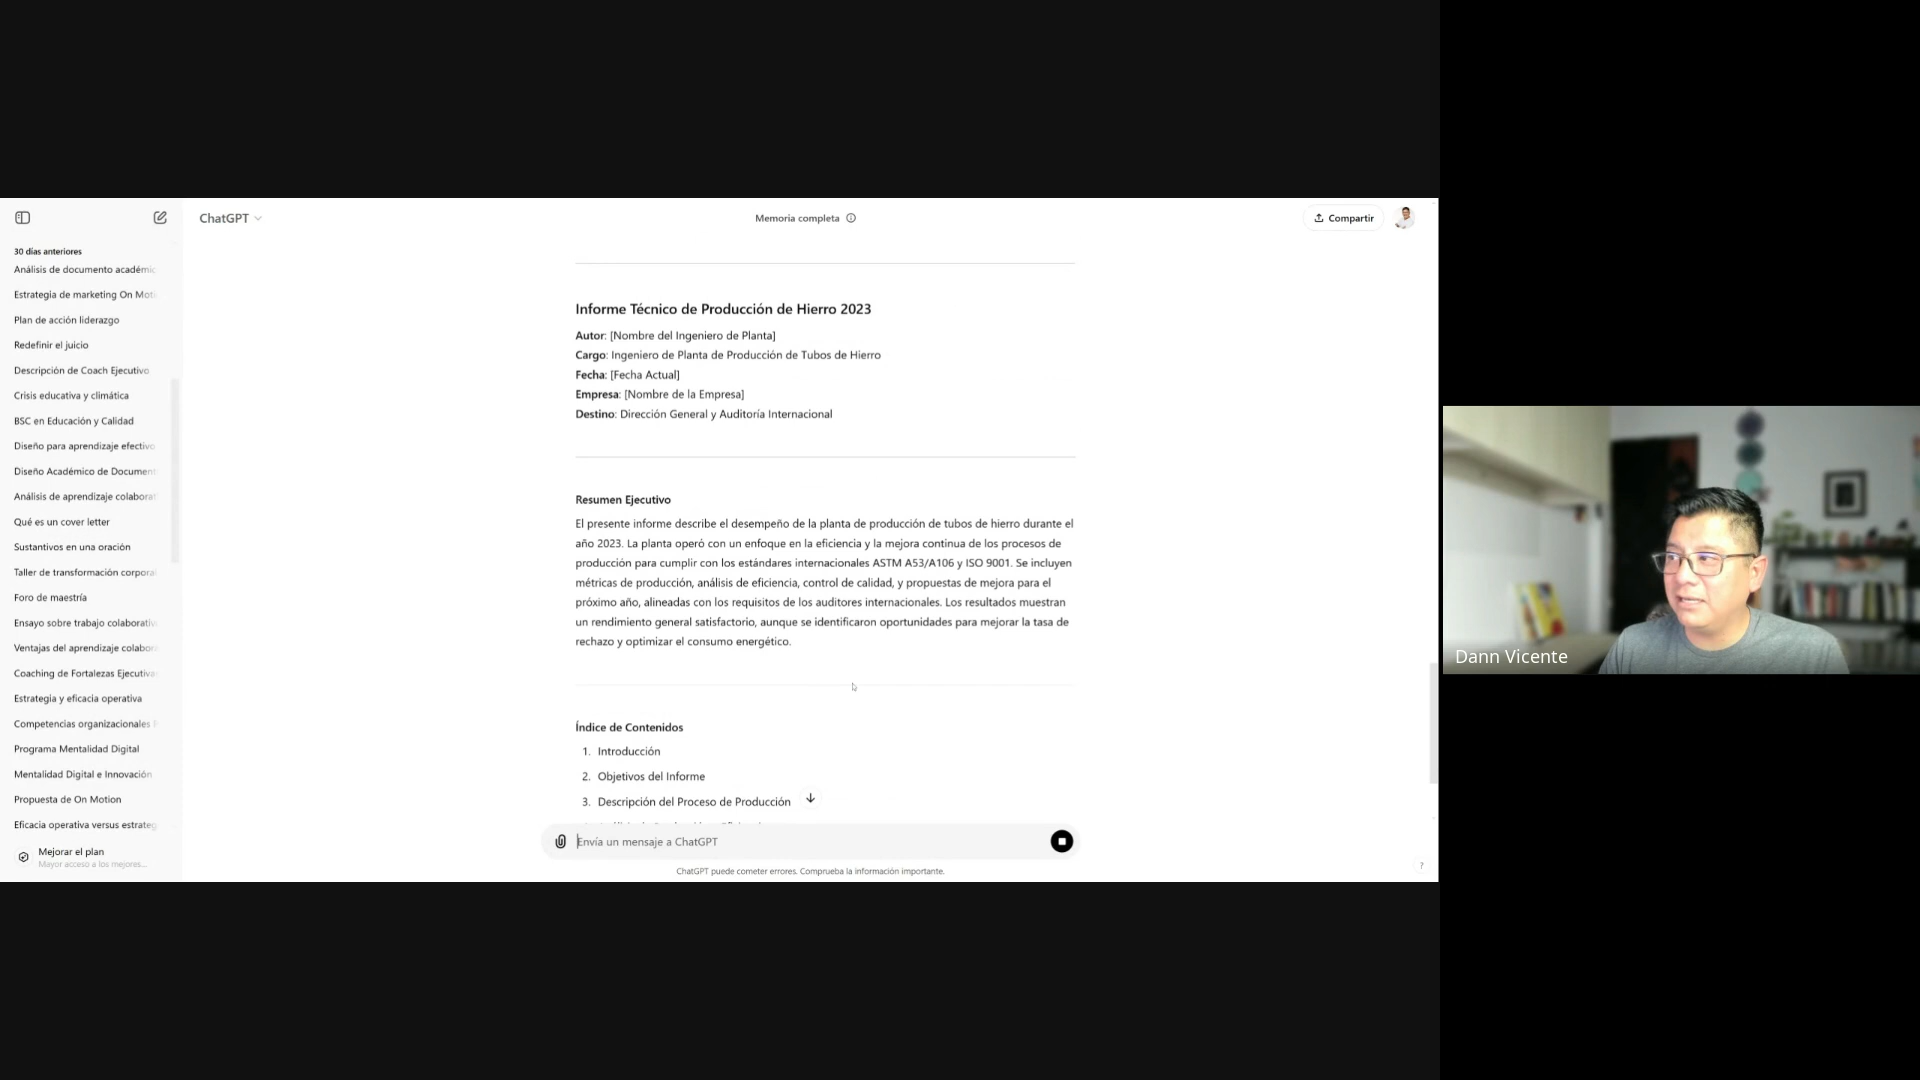 ChatGPT
Memoria completa
Compartir
30 días anteriores
Análisis de documento académic
Estrategia de marketing On Moti
Plan de acción liderazgo
Redefinir el juicio
Descripción de Coach Ejecutivo
Crisis educativa y climática
BSC en Educación y Calidad
Diseño para aprendizaje efectivo
Diseño Académico de Document
Análisis de aprendizaje colaborat
Qué es un cover letter
Sustantivos en una oración
Taller de transformación corporal
Foro de maestría
Ensayo sobre trabajo colaborativo
Ventajas del aprendizaje colabora
Coaching de Fortalezas Ejecutivas
Estrategia y eficacia operativa
Competencias organizacionales
Programa Mentalidad Digital
Mentalidad Digital e Innovación
Propuesta de On Motion
Eficacia operativa versus estrateg
Mejorar el plan
Mayor acceso a los mejores...
Informe Técnico de Producción de Hierro 2023
Autor: [Nombre del Ingeniero de Planta]
Cargo: Ingeniero de Planta de Producción de Tubos de Hierro
Fecha: [Fecha Actual]
Empresa: [Nombre de la Empresa]
Destino: Dirección General y Auditoría Internacional
Resumen Ejecutivo
El presente informe describe el desempeño de la planta de producción de tubos de hierro durante el
año 2023. La planta operó con un enfoque en la eficiencia y la mejora continua de los procesos de
producción para cumplir con los estándares internacionales ASTM A53/A106 y ISO 9001. Se incluyen
métricas de producción, análisis de eficiencia, control de calidad, y propuestas de mejora para el
próximo año, alineadas con los requisitos de los auditores internacionales. Los resultados muestran
un rendimiento general satisfactorio, aunque se identificaron oportunidades para mejorar la tasa de
rechazo y optimizar el consumo energético.
Índice de Contenidos
1. Introducción
2. Objetivos del Informe
3. Descripción del Proceso de Producción
Envía un mensaje a ChatGPT
ChatGPT puede cometer errores. Comprueba la información importante.
?
Dann Vicente